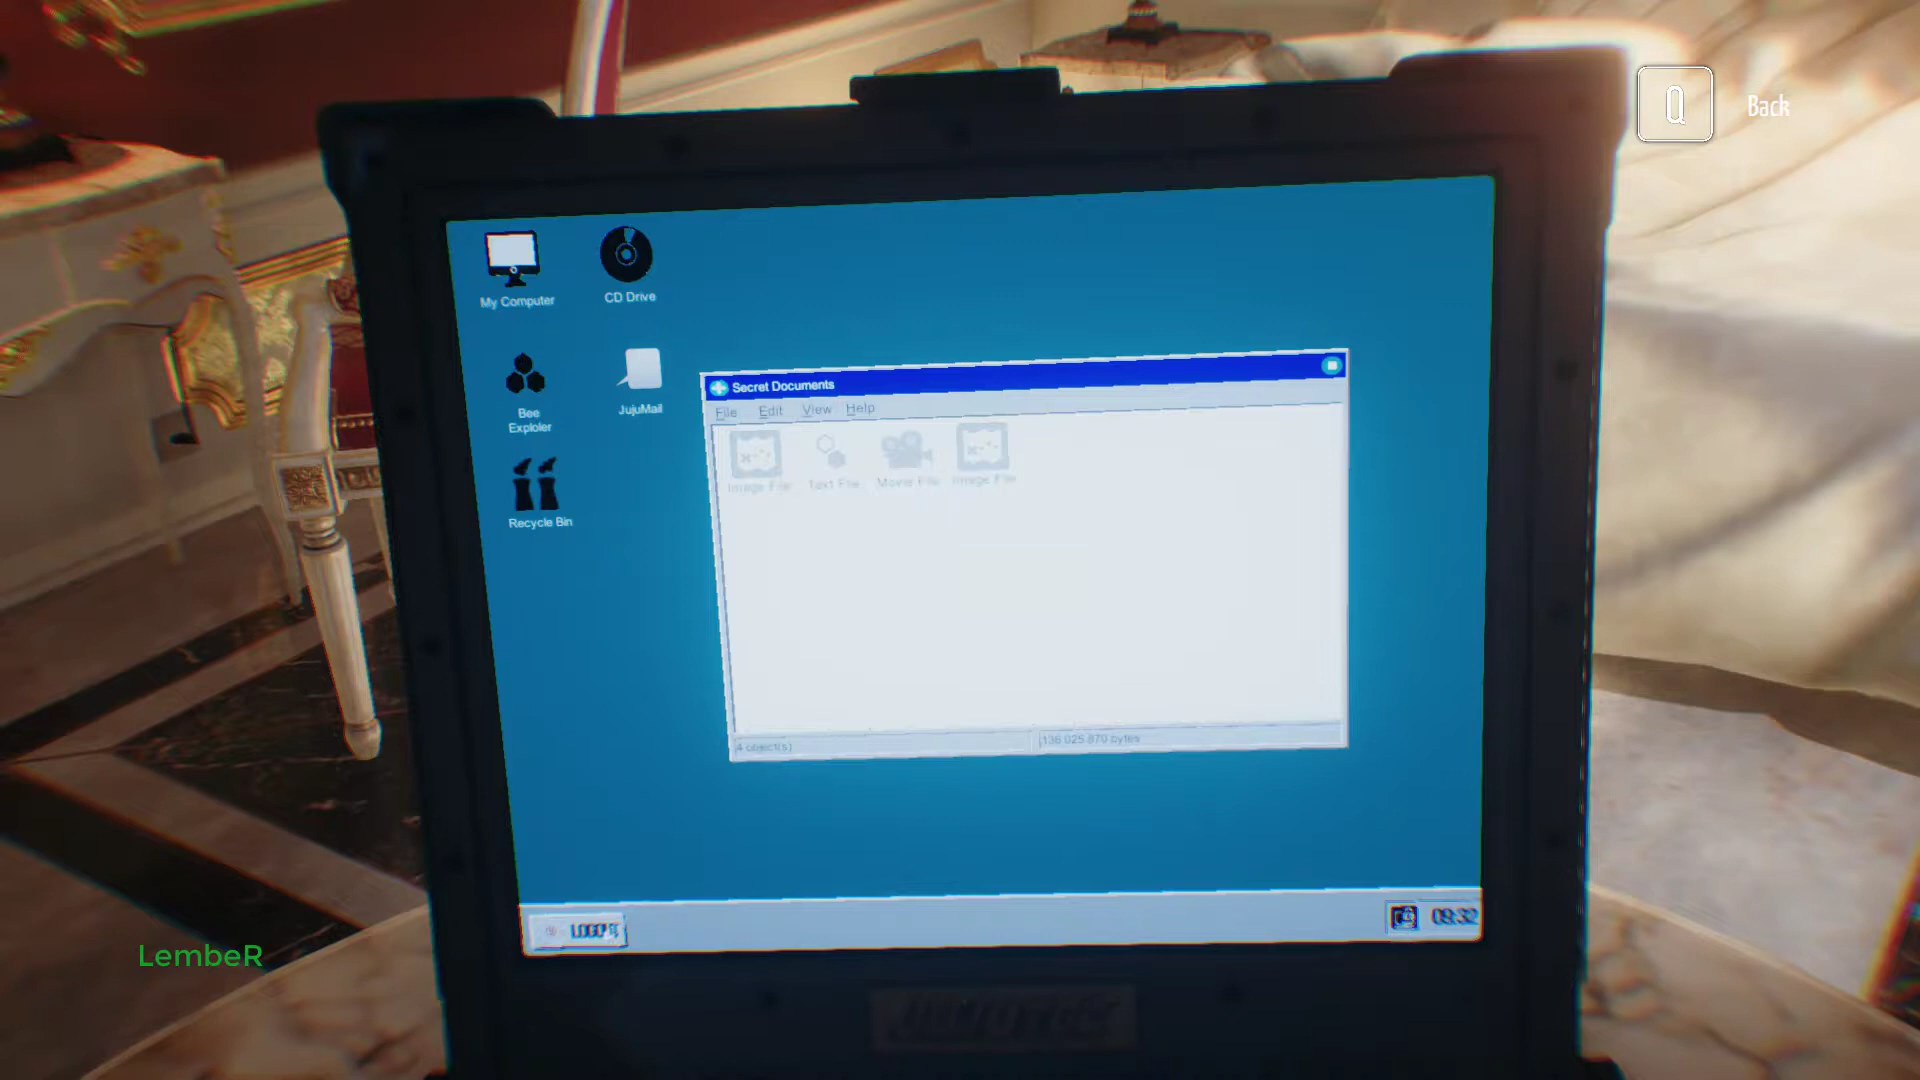 Q
Back
My Computer
CD Drive
Bee
Exploler
JujuMail
Recycle Bin
Secret Documents
File Edit View Help
Image File Text File Movie File Image File
4 object(s)
136 025 870 bytes
09:32
LembeR